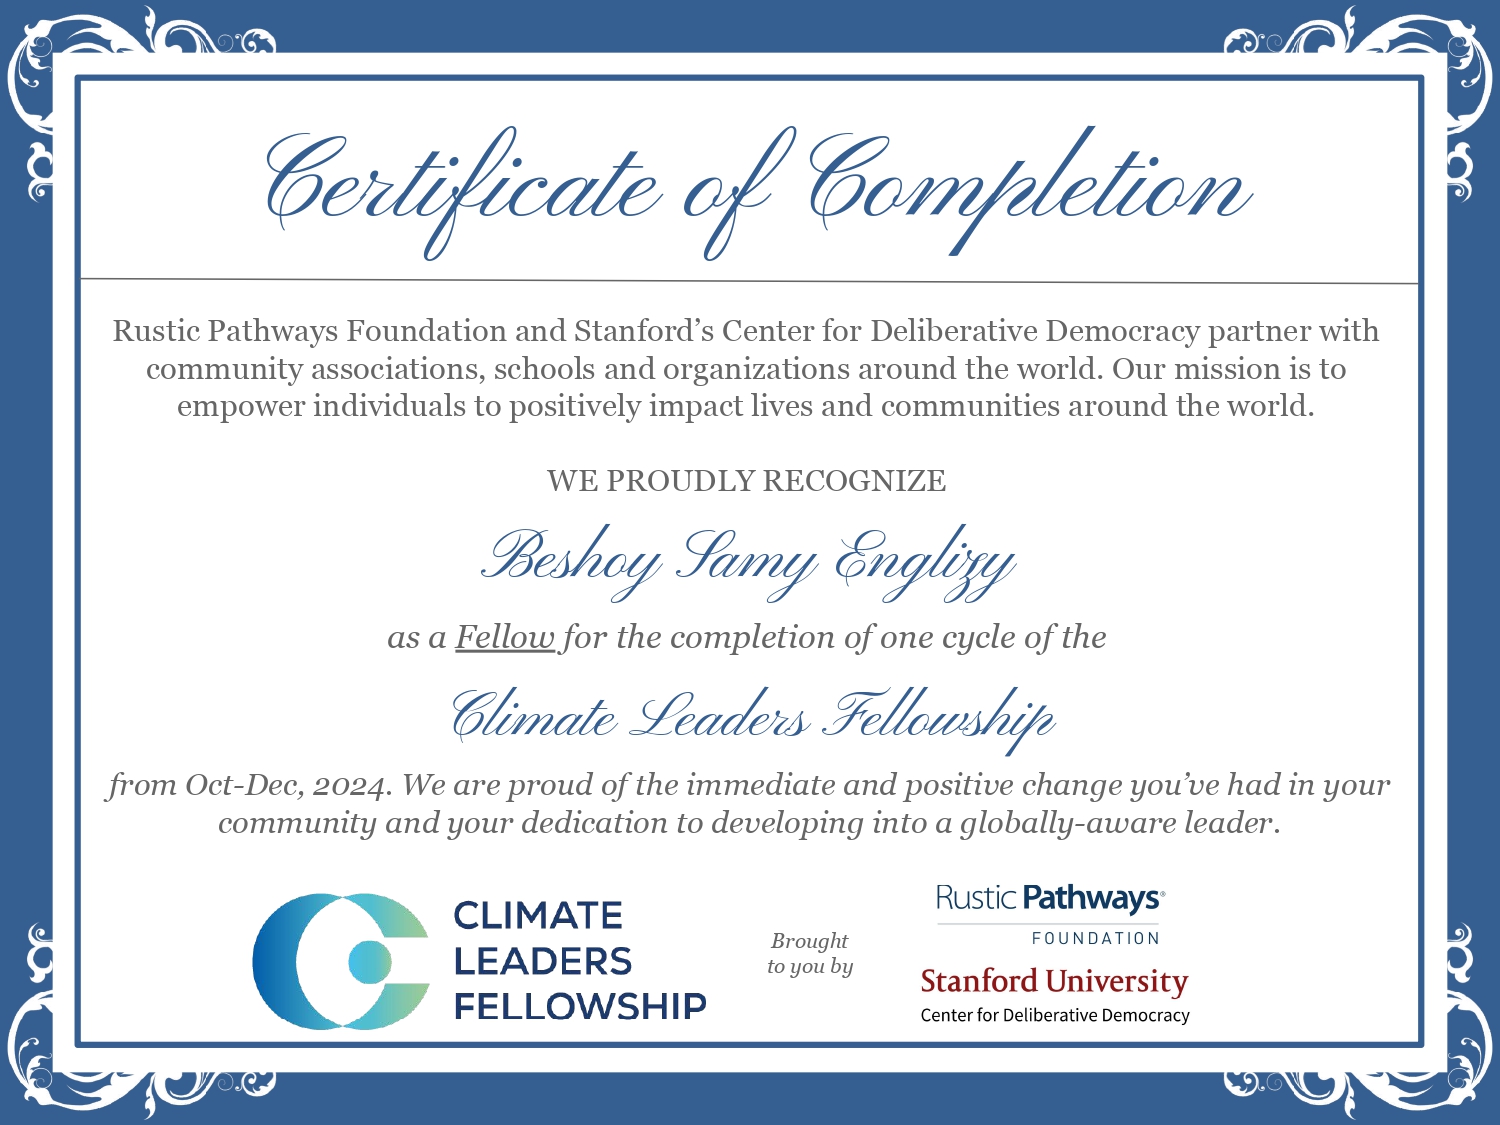 Certificate of Completion
Rustic Pathways Foundation and Stanford’s Center for Deliberative Democracy partner with
community associations, schools and organizations around the world. Our mission is to
empower individuals to positively impact lives and communities around the world.
WE PROUDLY RECOGNIZE
Beshoy Samy Englizy
as a Fellow for the completion of one cycle of the
Climate Leaders Fellowship
from Oct-Dec, 2024. We are proud of the immediate and positive change you’ve had in your
community and your dedication to developing into a globally-aware leader.
CLIMATE
LEADERS
FELLOWSHIP
Brought
to you by
Rustic Pathways®
FOUNDATION
Stanford University
Center for Deliberative Democracy